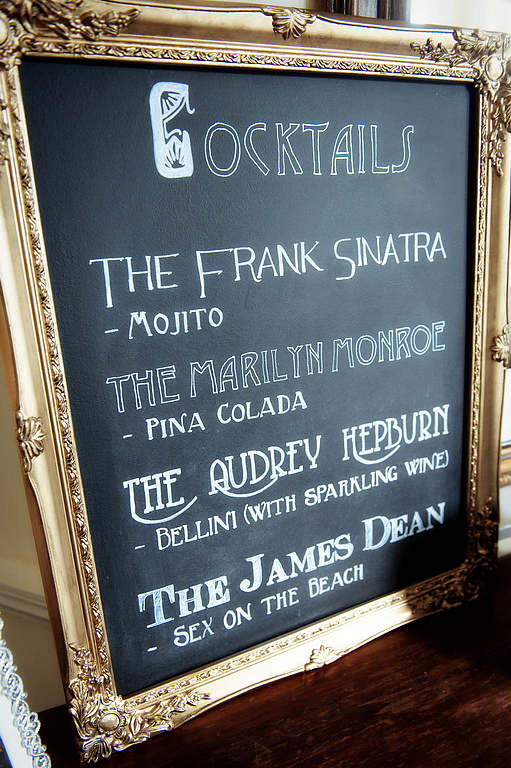 Cocktails
The Frank Sinatra
- Mojito
The Marilyn Monroe
- Pina Colada
The Audrey Hepburn
- Bellini (with sparkling wine)
The James Dean
- Sex on the Beach